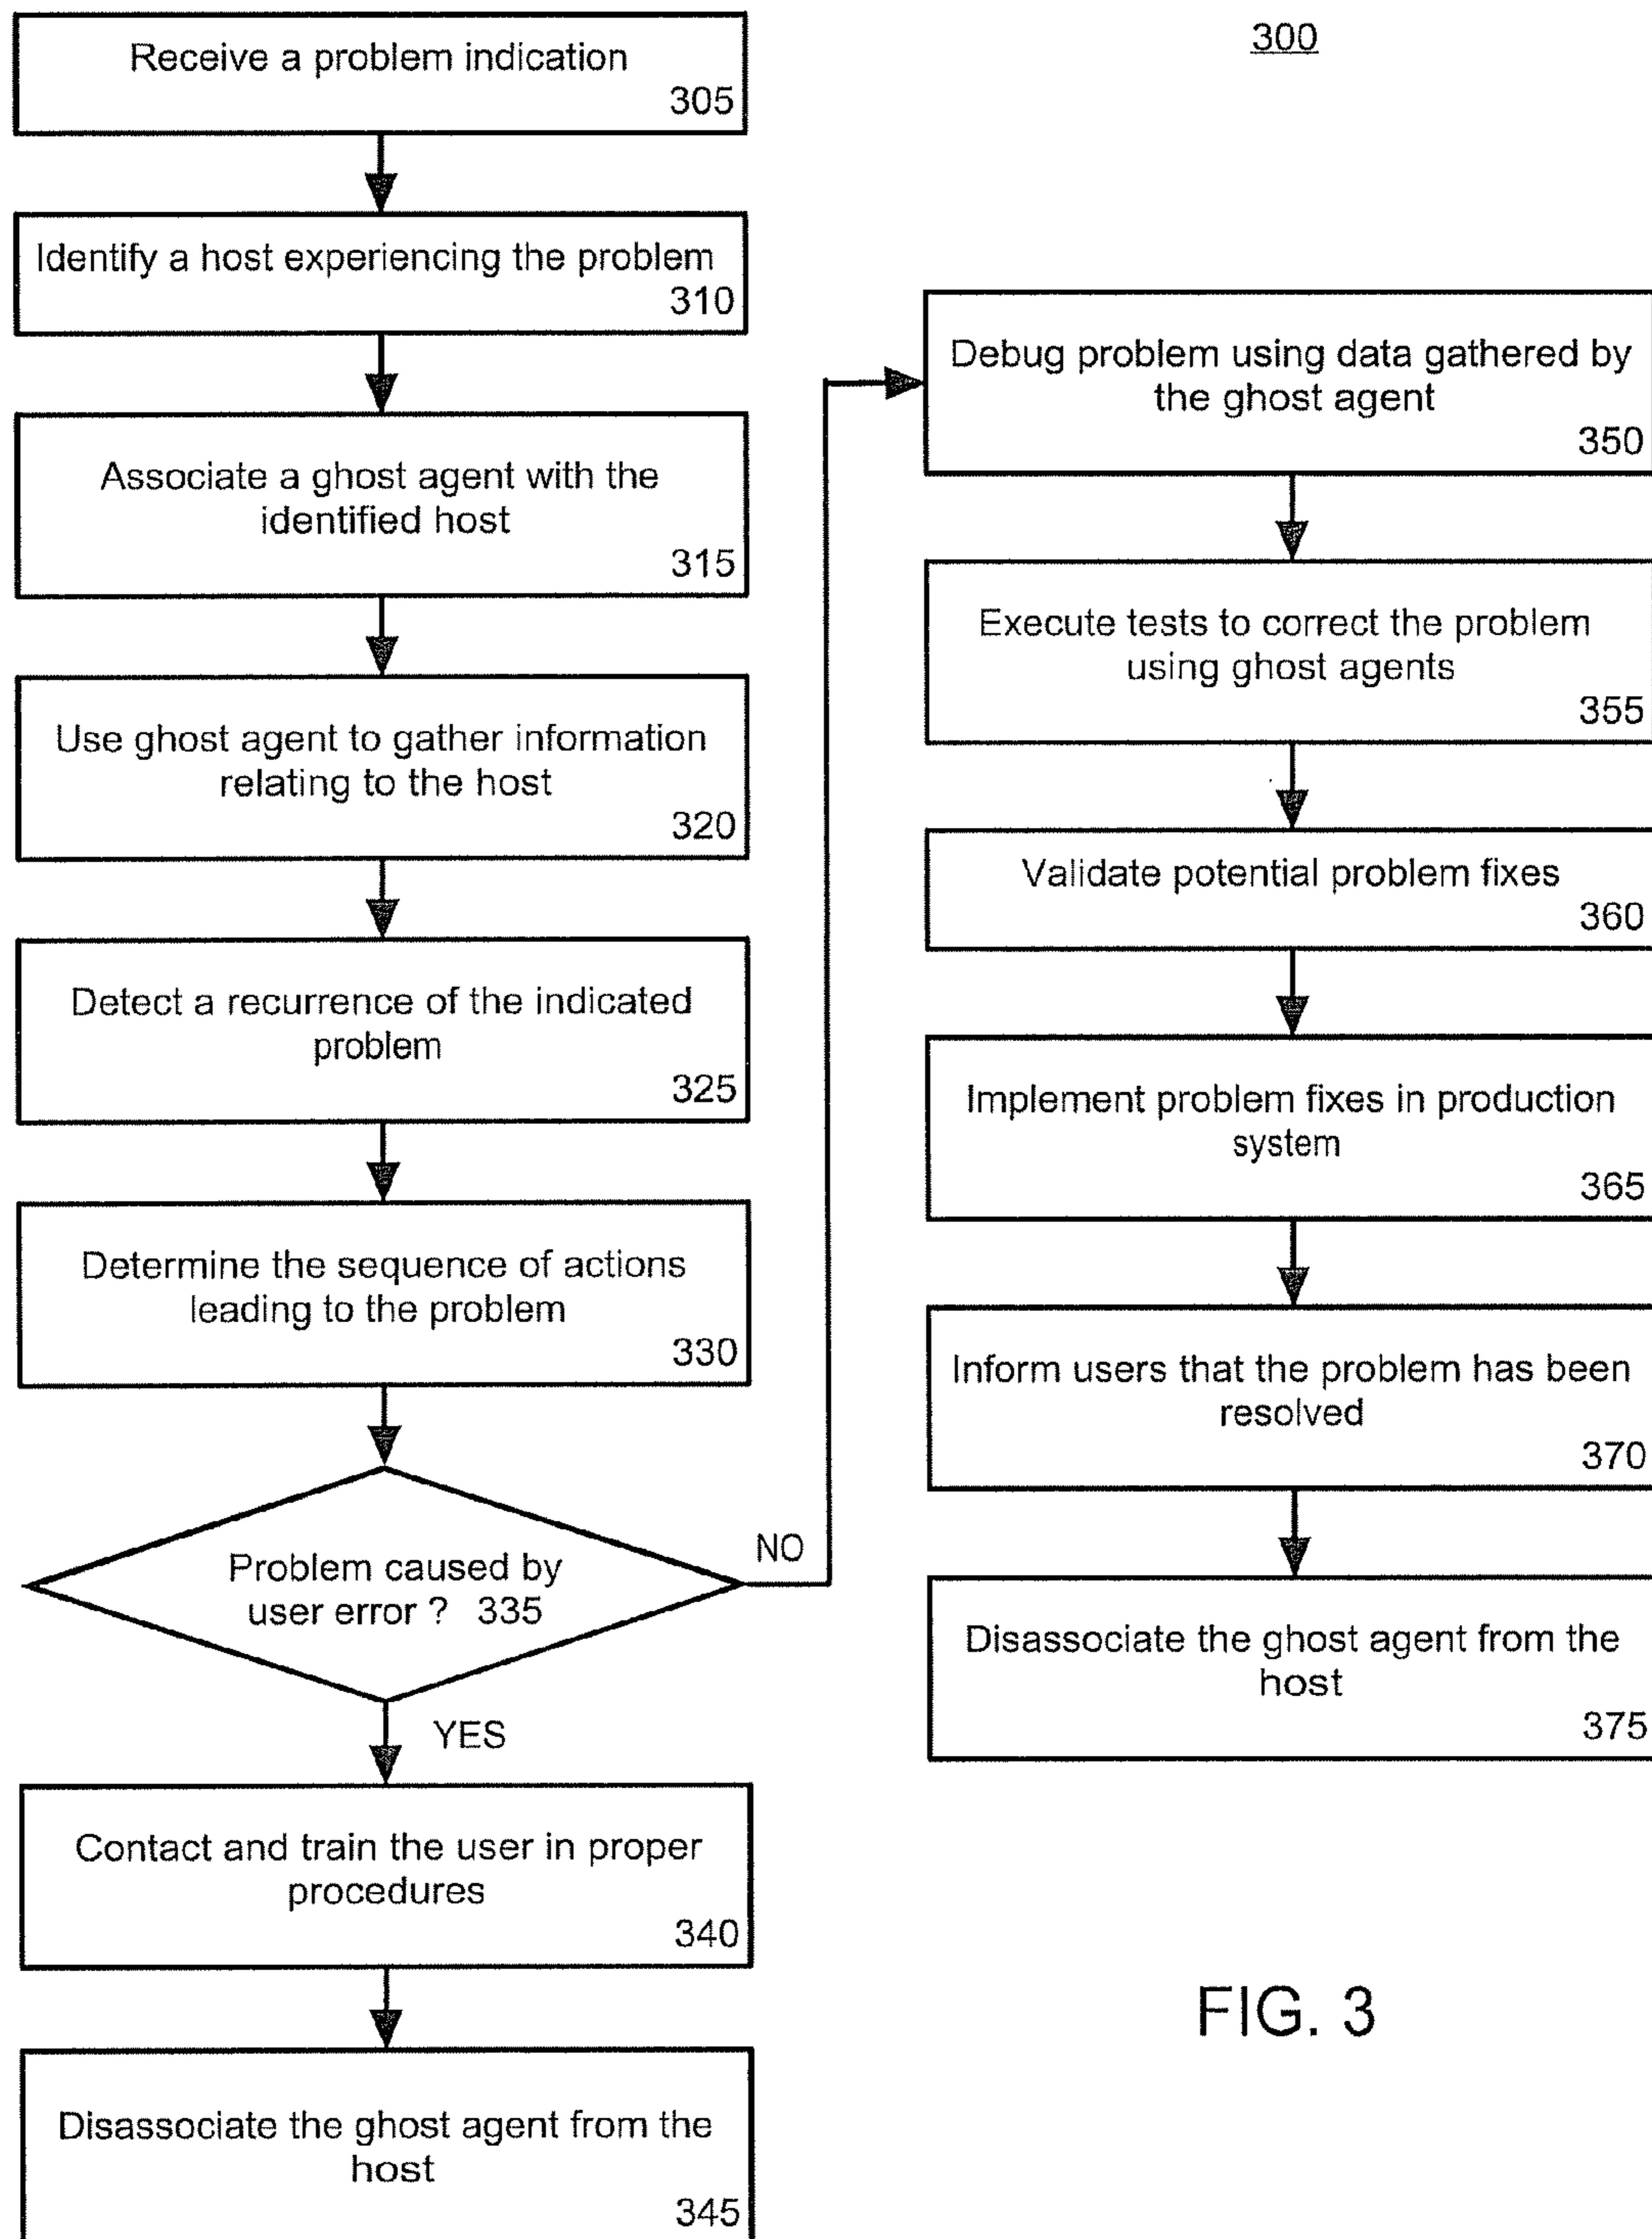 300
Receive a problem indication
305
Identify a host experiencing the problem
310
Associate a ghost agent with the
identified host
315
Use ghost agent to gather information
relating to the host
320
Detect a recurrence of the indicated
problem
325
Determine the sequence of actions
leading to the problem
330
Problem caused by
user error ? 335
NO
YES
Contact and train the user in proper
procedures
340
Disassociate the ghost agent from the
host
345
Debug problem using data gathered by
the ghost agent
350
Execute tests to correct the problem
using ghost agents
355
Validate potential problem fixes
360
Implement problem fixes in production
system
365
Inform users that the problem has been
resolved
370
Disassociate the ghost agent from the
host
375
FIG. 3